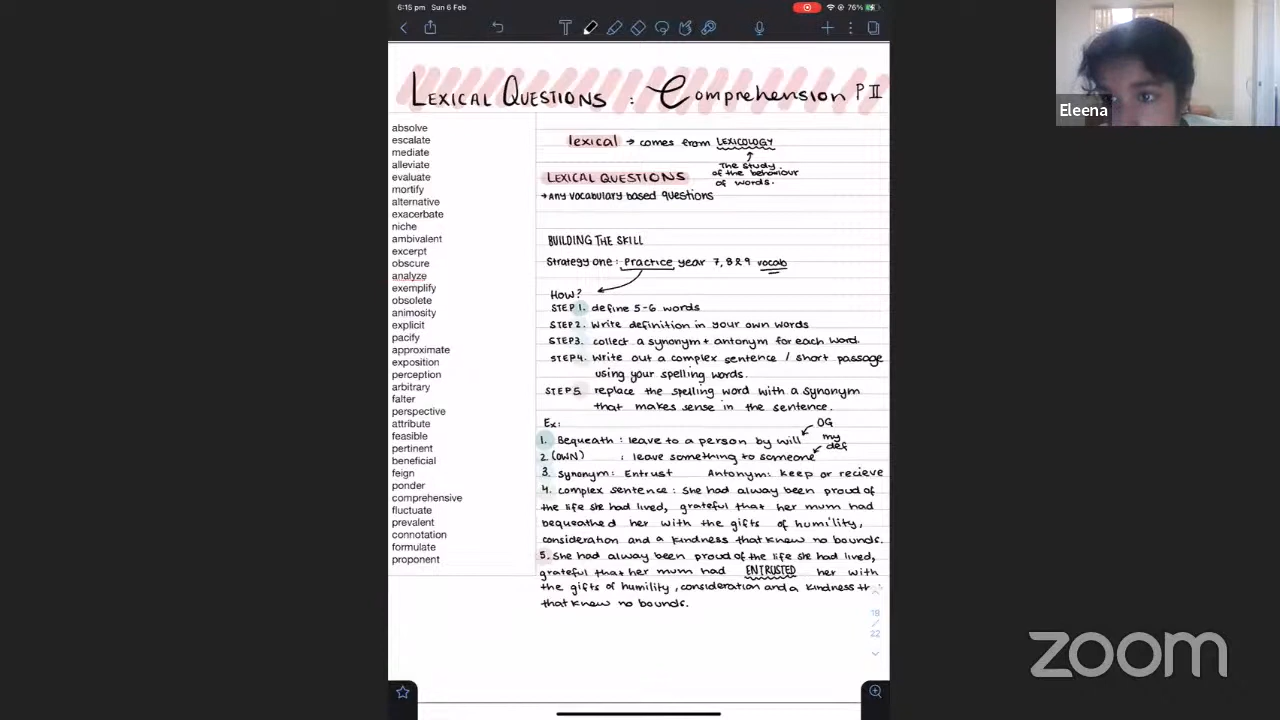 6:15 pm Sun 6 Feb
76%
LEXICAL QUESTIONS : Comprehension P II
Eleena
absolve
escalate
mediate
alleviate
evaluate
mortify
alternative
exacerbate
niche
ambivalent
excerpt
obscure
analyze
exemplify
obsolete
animosity
explicit
pacify
approximate
exposition
perception
arbitrary
falter
perspective
attribute
feasible
pertinent
beneficial
feign
ponder
comprehensive
fluctuate
prevalent
connotation
formulate
proponent
lexical → comes from LEXICOLOGY
The study
of the behaviour
of words.
LEXICAL QUESTIONS
→ Any vocabulary based questions
BUILDING THE SKILL
Strategy one: Practice year 7, 8 & 9 vocab
HOW?
STEP 1. define 5-6 words
STEP 2. Write definition in your own words
STEP 3. collect a synonym + antonym for each word.
STEP 4. Write out a complex sentence / short passage
using your spelling words.
STEP 5. replace the spelling word with a synonym
that makes sense in the sentence.
Ex:
OG
1. Bequeath : leave to a person by will
my
def
2. (OWN) : leave something to someone
3. synonym: Entrust Antonym: keep or recieve
4. complex sentence : she had alway been proud of
the life she had lived, grateful that her mum had
bequeathed her with the gifts of humility,
consideration and a kindness that knew no bounds.
5. She had alway been proud of the life she had lived,
grateful that her mum had ENTRUSTED her with
the gifts of humility, consideration and a kindness th
that knew no bounds.
18
/
22
zoom